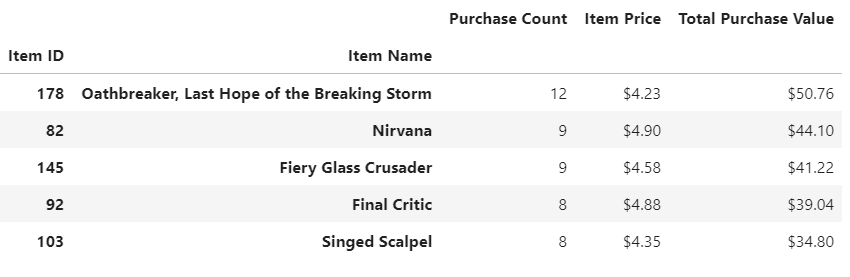 Purchase Count Item Price Total Purchase Value
Item ID Item Name
178 Oathbreaker, Last Hope of the Breaking Storm 12 $4.23 $50.76
82 Nirvana 9 $4.90 $44.10
145 Fiery Glass Crusader 9 $4.58 $41.22
92 Final Critic 8 $4.88 $39.04
103 Singed Scalpel 8 $4.35 $34.80